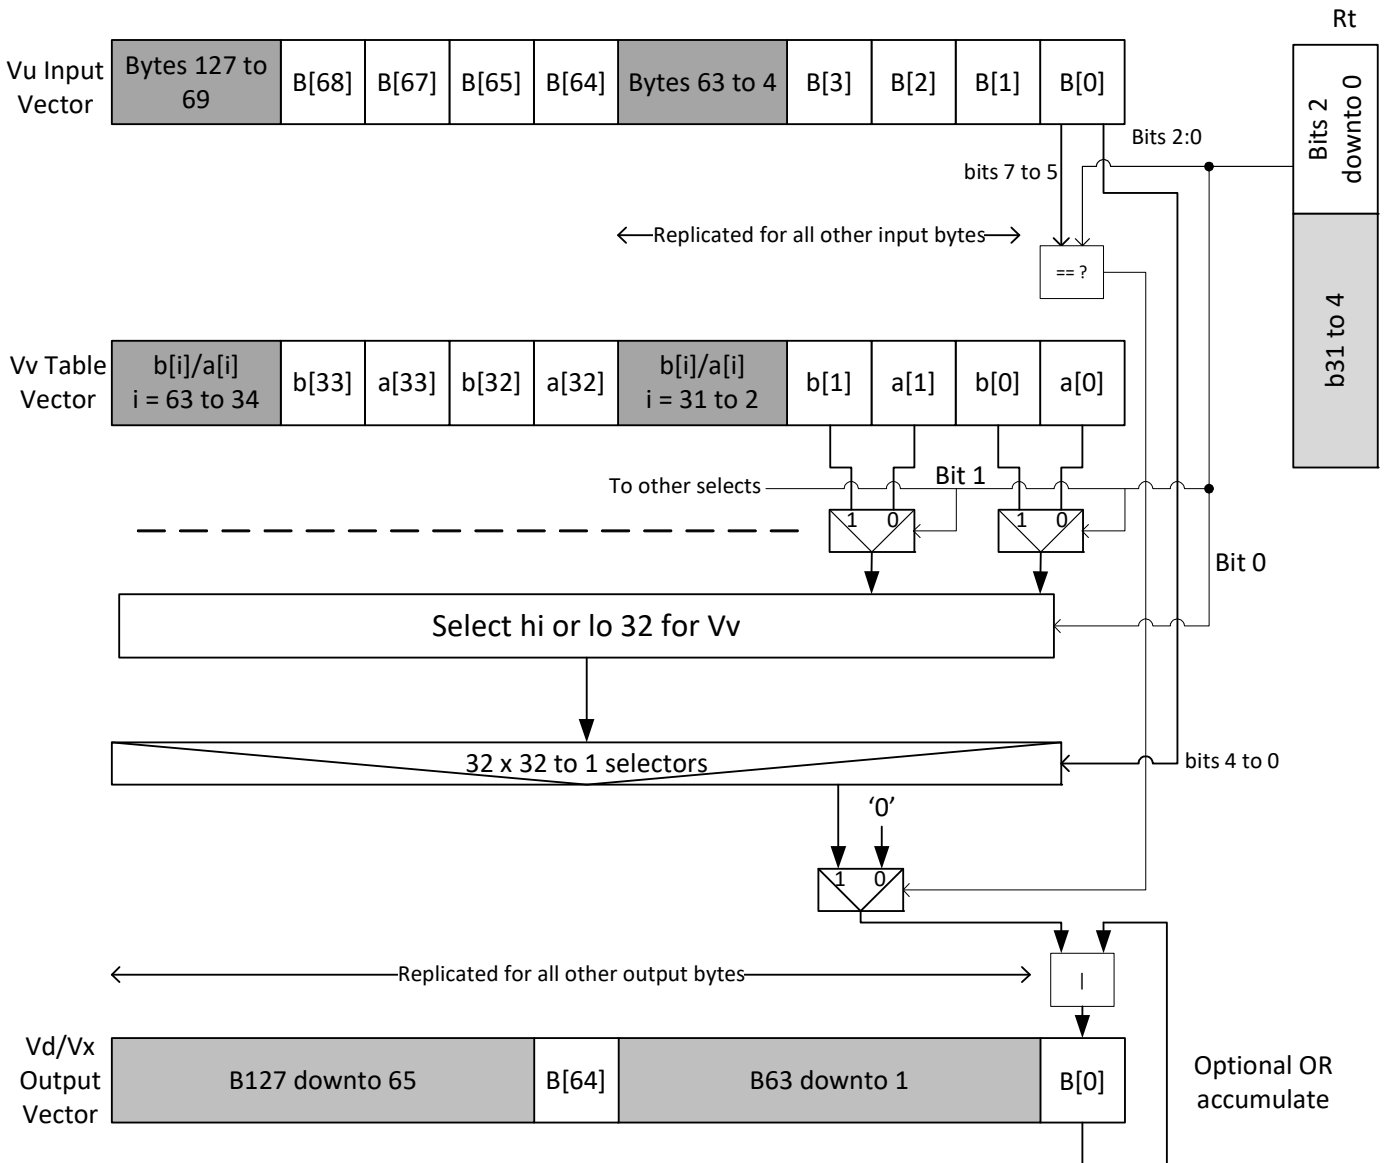 Rt
Vu Input
Vector
Bytes 127 to
69
B[68]
B[67]
B[65]
B[64]
Bytes 63 to 4
B[3]
B[2]
B[1]
B[0]
Bits 2
downto 0
Bits 2:0
bits 7 to 5
Replicated for all other input bytes
== ?
b31 to 4
Vv Table
Vector
b[i]/a[i]
i = 63 to 34
b[33]
a[33]
b[32]
a[32]
b[i]/a[i]
i = 31 to 2
b[1]
a[1]
b[0]
a[0]
To other selects
Bit 1
1 0
1 0
Bit 0
Select hi or lo 32 for Vv
32 x 32 to 1 selectors
bits 4 to 0
‘0’
1 0
Replicated for all other output bytes
|
Vd/Vx
Output
Vector
B127 downto 65
B[64]
B63 downto 1
B[0]
Optional OR
accumulate